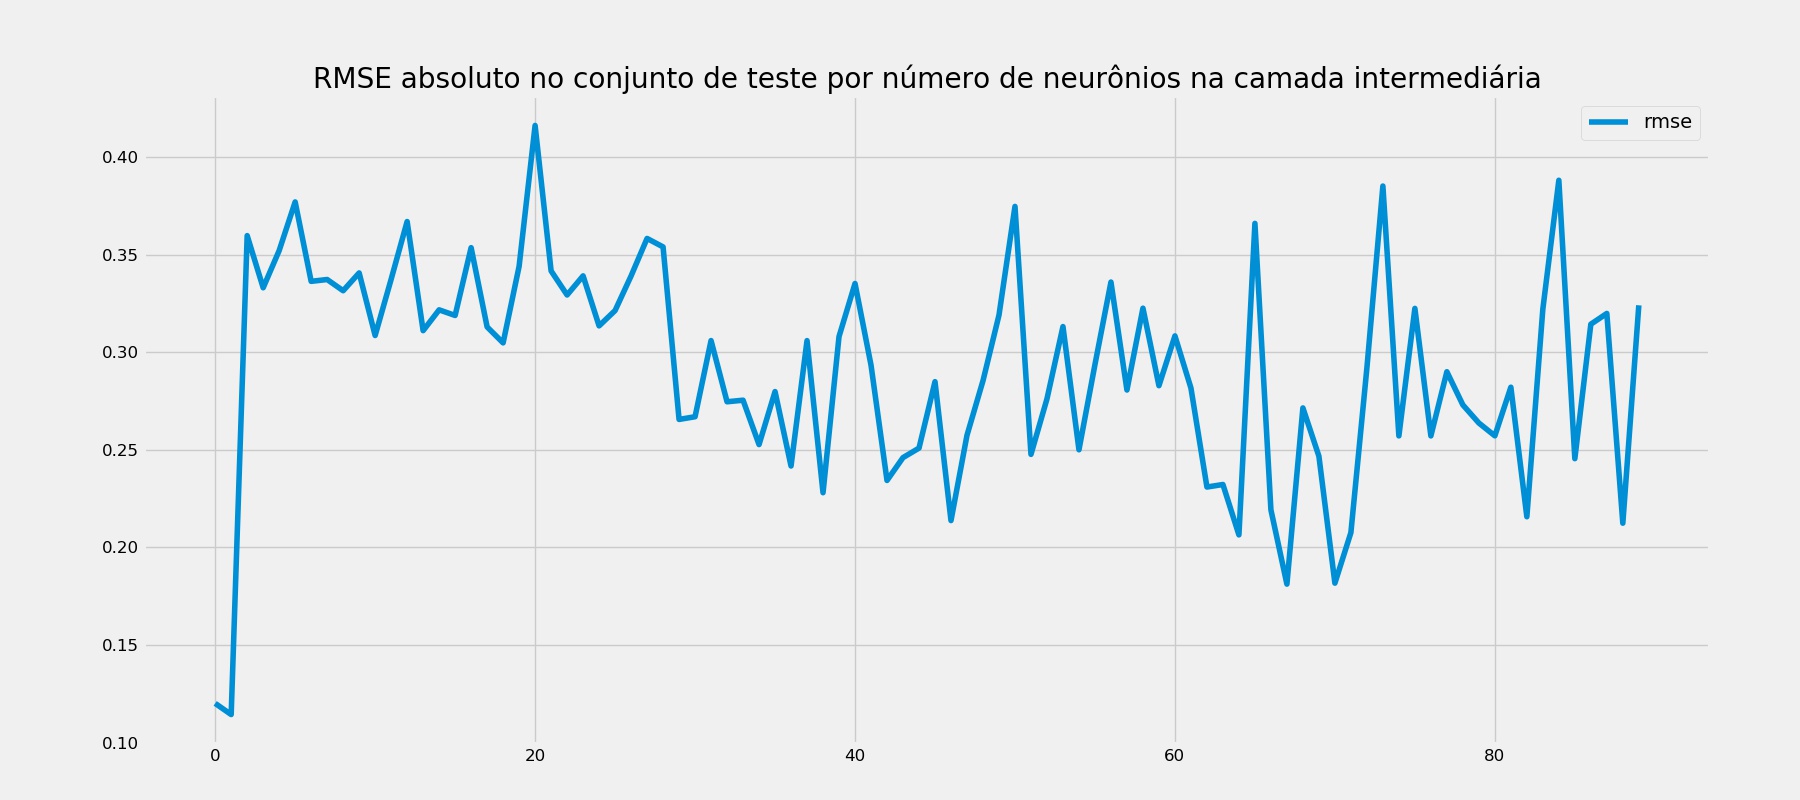 RMSE absoluto no conjunto de teste por número de neurônios na camada intermediária
rmse
0.40
0.35
0.30
0.25
0.20
0.15
0.10
0 20 40 60 80